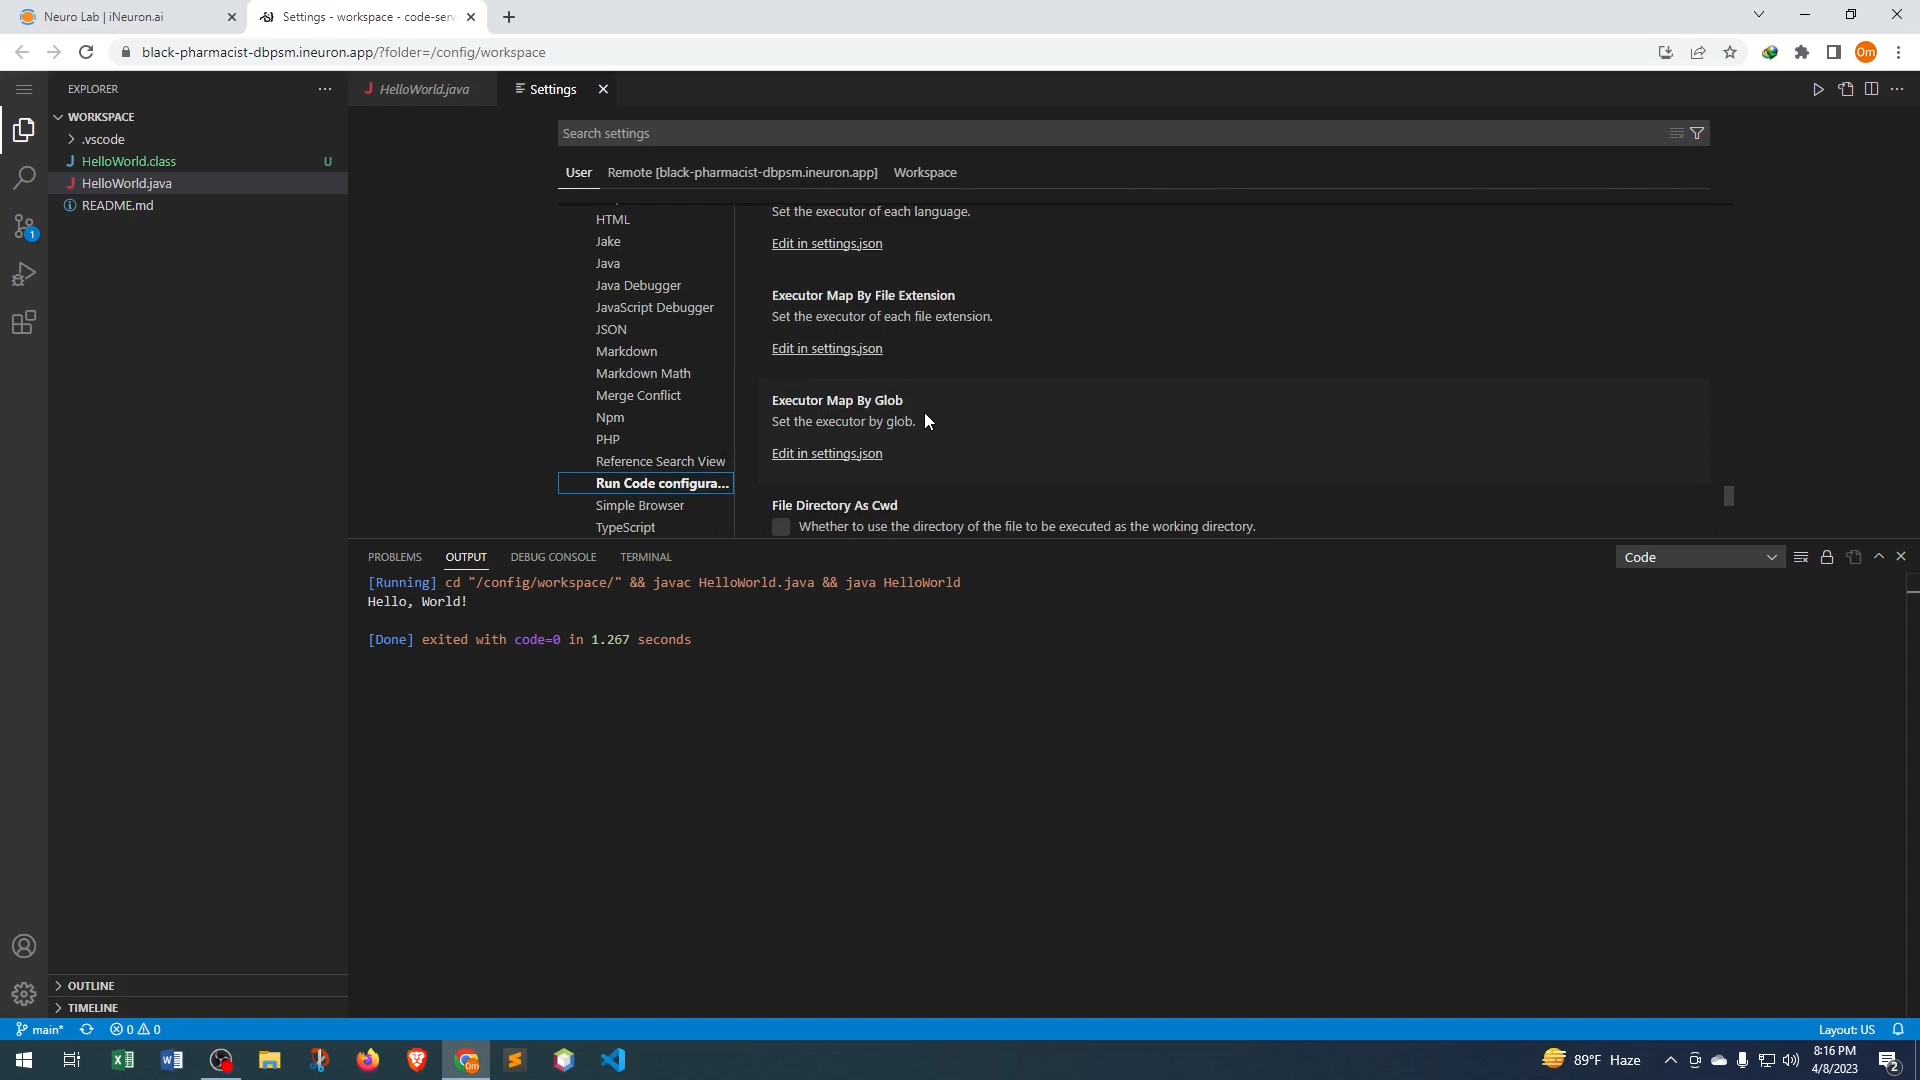 Neuro Lab | iNeuron.ai
Settings - workspace - code-serv
black-pharmacist-dbpsm.ineuron.app/?folder=/config/workspace
Om
EXPLORER
HelloWorld.java
Settings
WORKSPACE
.vscode
Search settings
HelloWorld.class U
HelloWorld.java
README.md
User Remote [black-pharmacist-dbpsm.ineuron.app] Workspace
HTML
Jake
Java
Java Debugger
JavaScript Debugger
JSON
Markdown
Markdown Math
Merge Conflict
Npm
PHP
Reference Search View
Run Code configura...
Simple Browser
TypeScript
Set the executor of each language.
Edit in settings.json
Executor Map By File Extension
Set the executor of each file extension.
Edit in settings.json
Executor Map By Glob
Set the executor by glob.
Edit in settings.json
File Directory As Cwd
Whether to use the directory of the file to be executed as the working directory.
1
PROBLEMS OUTPUT DEBUG CONSOLE TERMINAL
Code
[Running] cd "/config/workspace/" && javac HelloWorld.java && java HelloWorld
Hello, World!
[Done] exited with code=0 in 1.267 seconds
OUTLINE
TIMELINE
main*
0 0
Layout: US
Om
89°F Haze
8:16 PM
4/8/2023
2